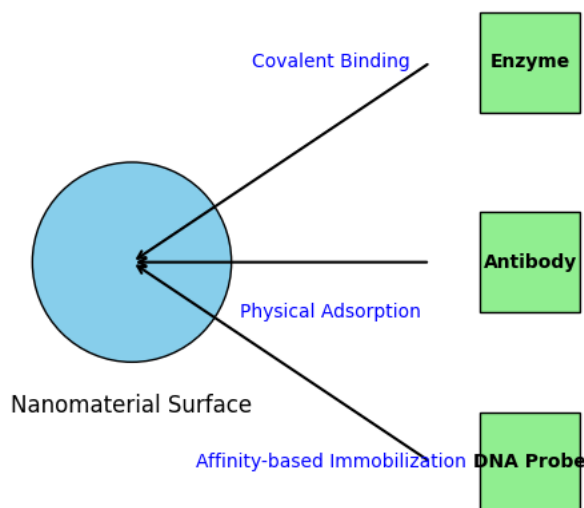 Covalent Binding
Enzyme
Antibody
Physical Adsorption
Nanomaterial Surface
Affinity-based Immobilization
DNA Probe